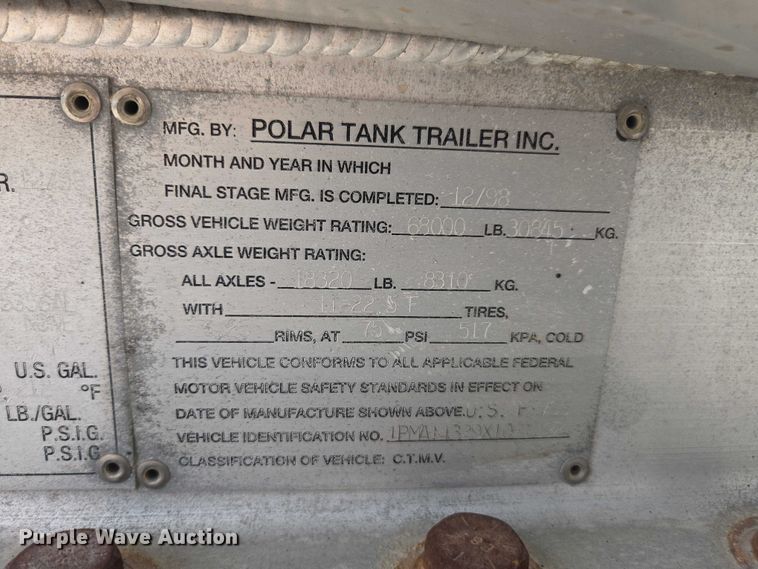 R.
U.S. GAL.
°F
LB./GAL.
P.S.I.G.
P.S.I.G
MFG. BY: POLAR TANK TRAILER INC.
MONTH AND YEAR IN WHICH
FINAL STAGE MFG. IS COMPLETED: 12/98
GROSS VEHICLE WEIGHT RATING: 68000 LB. 30845 KG.
GROSS AXLE WEIGHT RATING:
ALL AXLES - 18320 LB. 8310 KG.
WITH 11-22.5 F TIRES,
RIMS, AT 75 PSI 517 KPA, COLD
THIS VEHICLE CONFORMS TO ALL APPLICABLE FEDERAL
MOTOR VEHICLE SAFETY STANDARDS IN EFFECT ON
DATE OF MANUFACTURE SHOWN ABOVE.
VEHICLE IDENTIFICATION NO.
CLASSIFICATION OF VEHICLE: C.T.M.V.
Purple Wave Auction